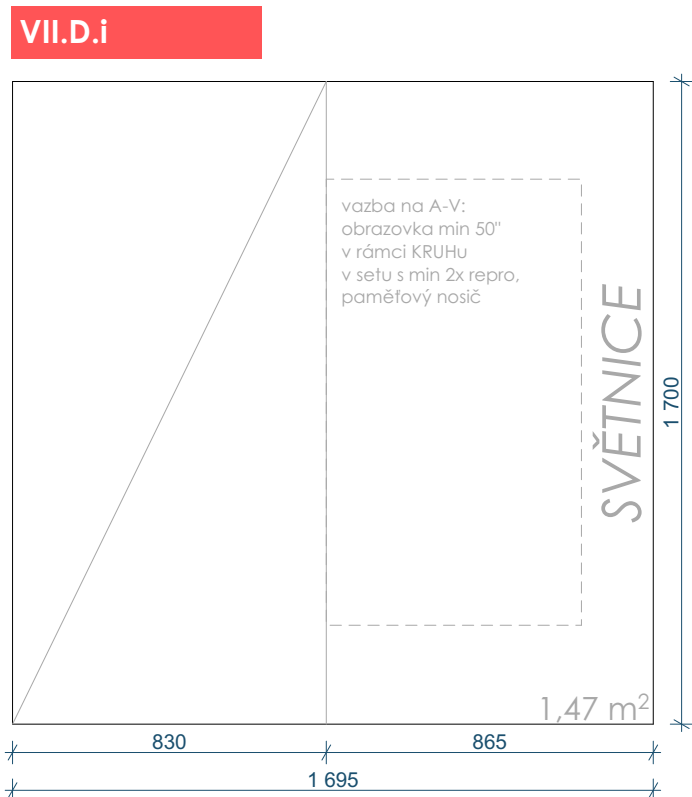 VII.D.i
vazba na A-V:
obrazovka min 50"
v rámci KRUHu
v setu s min 2x repro,
paměťový nosič
SVĚTNICE
1 700
1,47 m²
830
865
1 695